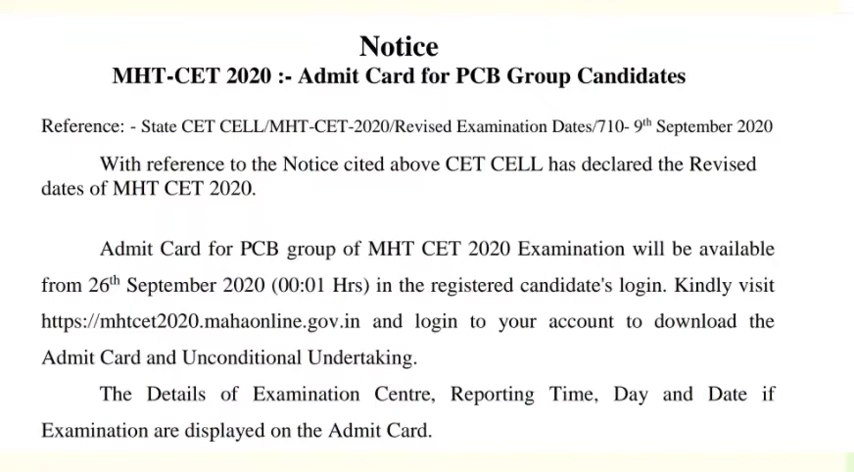 Notice
MHT-CET 2020 :- Admit Card for PCB Group Candidates
Reference: - State CET CELL/MHT-CET-2020/Revised Examination Dates/710- 9th September 2020
With reference to the Notice cited above CET CELL has declared the Revised
dates of MHT CET 2020.
Admit Card for PCB group of MHT CET 2020 Examination will be available
from 26th September 2020 (00:01 Hrs) in the registered candidate's login. Kindly visit
https://mhtcet2020.mahaonline.gov.in and login to your account to download the
Admit Card and Unconditional Undertaking.
The Details of Examination Centre, Reporting Time, Day and Date if
Examination are displayed on the Admit Card.